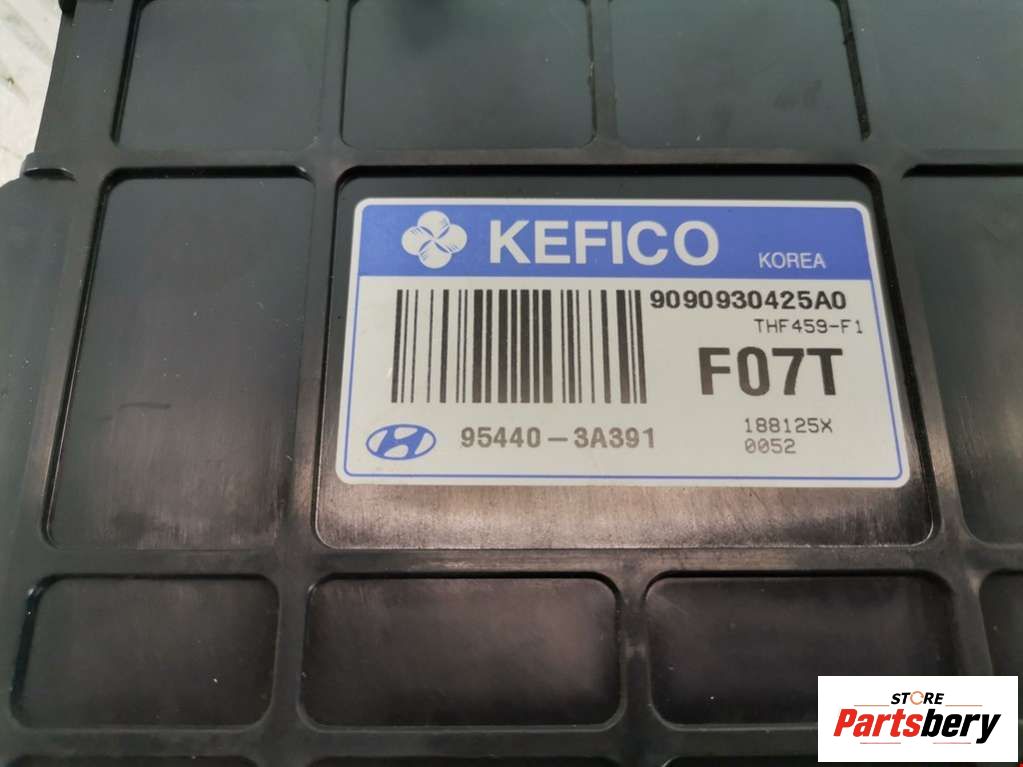 KEFICO
KOREA
9090930425A0
THF459-F1
F07T
95440-3A391
188125X
0052
STORE
Partsbery